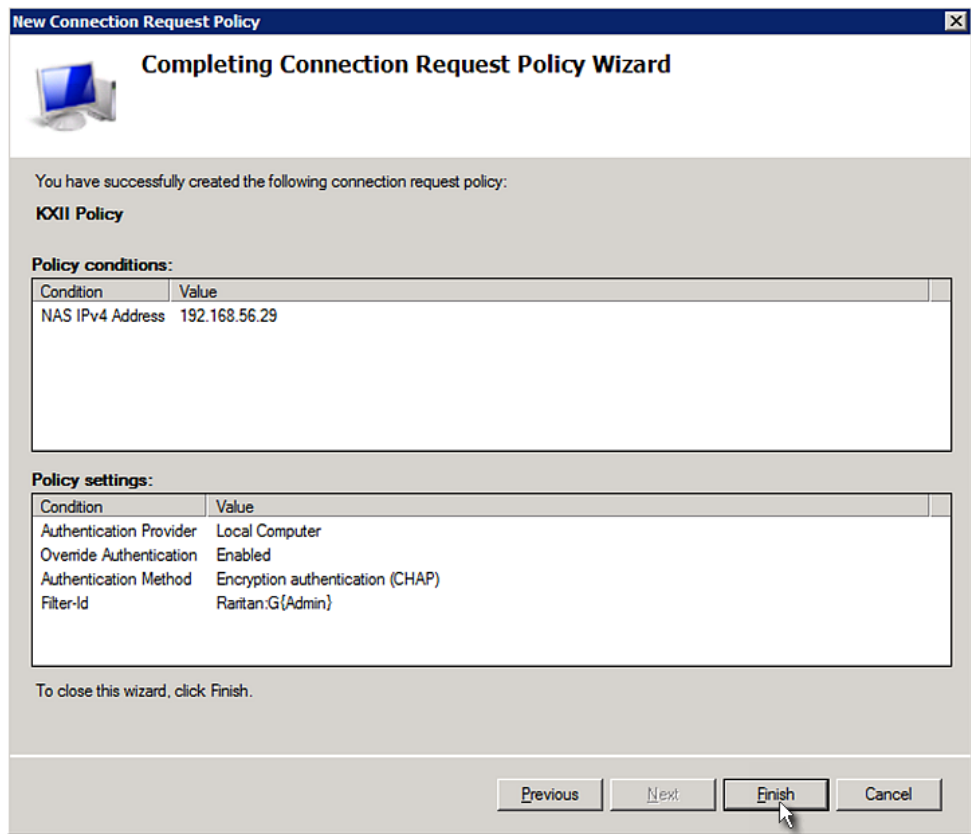 New Connection Request Policy
Completing Connection Request Policy Wizard
You have successfully created the following connection request policy:
KXII Policy
Policy conditions:
Condition Value
NAS IPv4 Address 192.168.56.29
Policy settings:
Condition Value
Authentication Provider Local Computer
Override Authentication Enabled
Authentication Method Encryption authentication (CHAP)
Filter-Id Raritan:G{Admin}
To close this wizard, click Finish.
Previous Next Finish Cancel